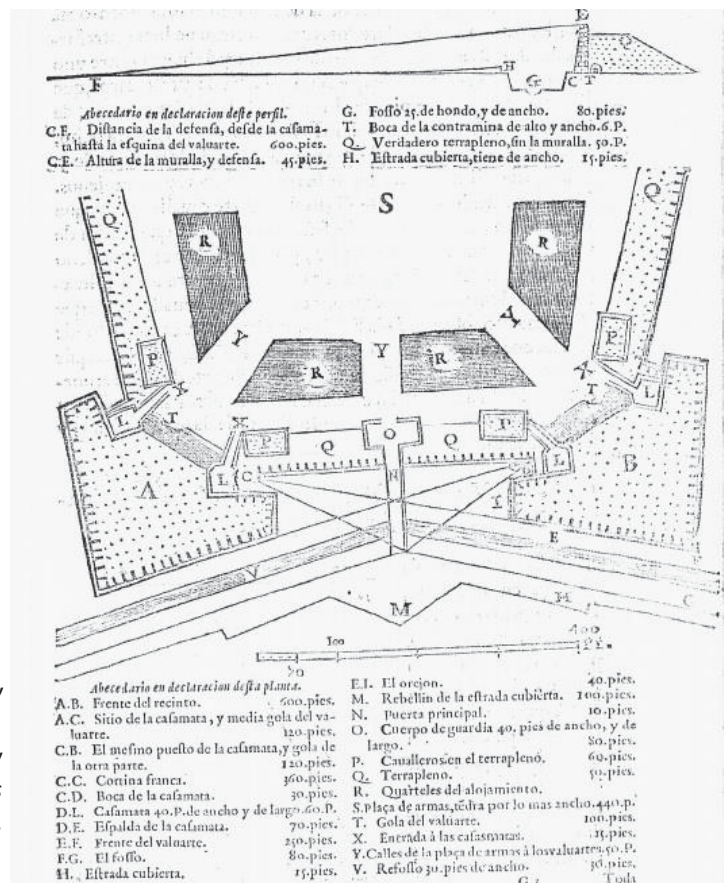 E
Q
H
F
G
C T
Abecedario en declaracion deste perfil.
C.F. Distancia de la defensa, desde la casama-
ta hasta la esquina del valuarte. 600.pies.
C.E. Altura de la muralla, y defensa. 45.pies.
G. Fosso 25.de hondo, y de ancho. 80.pies.
T. Boca de la contramina de alto y ancho.6.P.
Q. Verdadero terrapleno, sin la muralla. 50.P.
H. Estrada cubierta, tiene de ancho. 15.pies.
Q S Q
R R
Y Y Y
P R R P
L X T X T L
X P Q O Q P
A L C N L B
I E
V
M H G
100 400
50
Abecedario en declaracion desta planta.
A.B. Frente del recinto. 600.pies.
A.C. Sitio de la casamata, y media gola del va-
luarte. 120.pies.
C.B. El mesmo puesto de la casamata, y gola de
la otra parte. 120.pies.
C.C. Cortina franca. 360.pies.
C.D. Boca de la casamata. 30.pies.
D.L. Casamata 40.P.de ancho y de largo.60.P.
D.E. Espalda de la casamata. 70.pies.
E.F. Frente del valuarte. 250.pies.
F.G. El fosso. 80.pies.
H. Estrada cubierta. 15.pies.
E.I. El orejon. 40.pies.
M. Rebellin de la estrada cubierta. 100.pies.
N. Puerta principal. 10.pies.
O. Cuerpo de guardia 40. pies de ancho, y de
largo. 80.pies.
P. Cavalleros en el terrapleno. 60.pies.
Q. Terrapleno. 50.pies.
R. Quarteles del alojamiento.
S.Plaça de armas, tēdra por lo mas ancho.440.p.
T. Gola del valuarte. 100.pies.
X. Entrada à las casasmatas. 15.pies.
Y.Calles de la plaça de armas à los valuartes.50.P.
V. Refosso 30.pies de ancho. 30.pies.
Toda